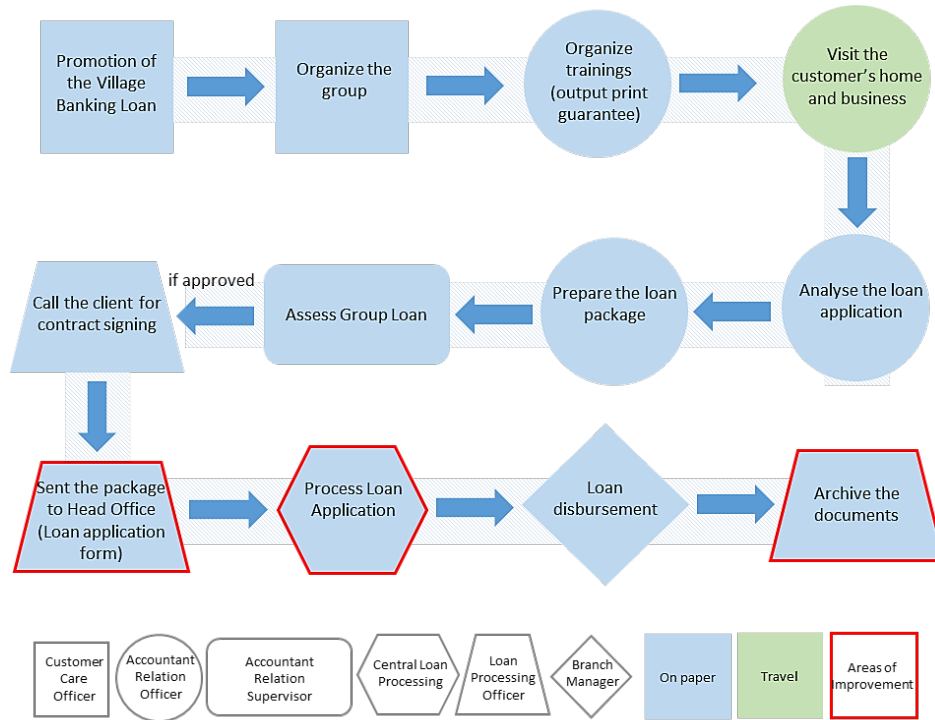 Promotion of
the Village
Banking Loan
Organize the
group
Organize
trainings
(output print
guarantee)
Visit the
customer's home
and business
Call the client for
contract signing
if approved
Assess Group Loan
Prepare the loan
package
Analyse the loan
application
Sent the package
to Head Office
(Loan application
form)
Process Loan
Application
Loan
disbursement
Archive the
documents
Customer
Care
Officer
Accountant
Relation
Officer
Accountant
Relation
Supervisor
Central Loan
Processing
Loan
Processing
Officer
Branch
Manager
On paper
Travel
Areas of
Improvement